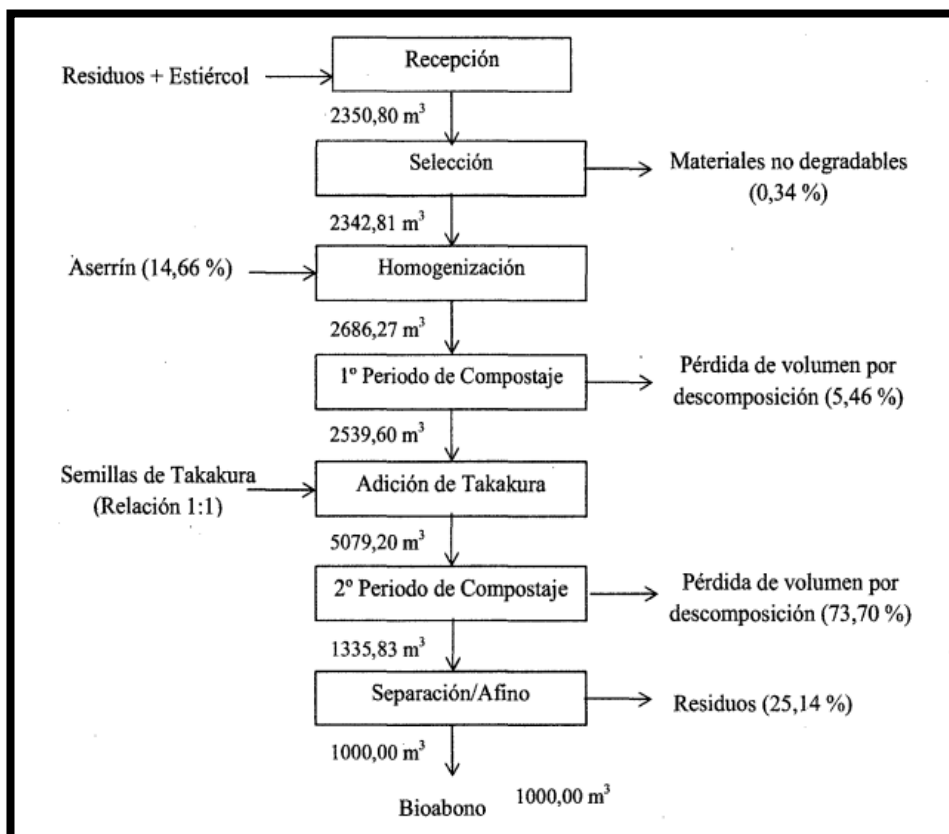 Recepción
Residuos + Estiércol
2350,80 m³
Selección
Materiales no degradables
(0,34 %)
2342,81 m³
Aserrín (14,66 %)
Homogenización
2686,27 m³
1º Periodo de Compostaje
Pérdida de volumen por
descomposición (5,46 %)
2539,60 m³
Semillas de Takakura
(Relación 1:1)
Adición de Takakura
5079,20 m³
2º Periodo de Compostaje
Pérdida de volumen por
descomposición (73,70 %)
1335,83 m³
Separación/Afino
Residuos (25,14 %)
1000,00 m³
Bioabono 1000,00 m³